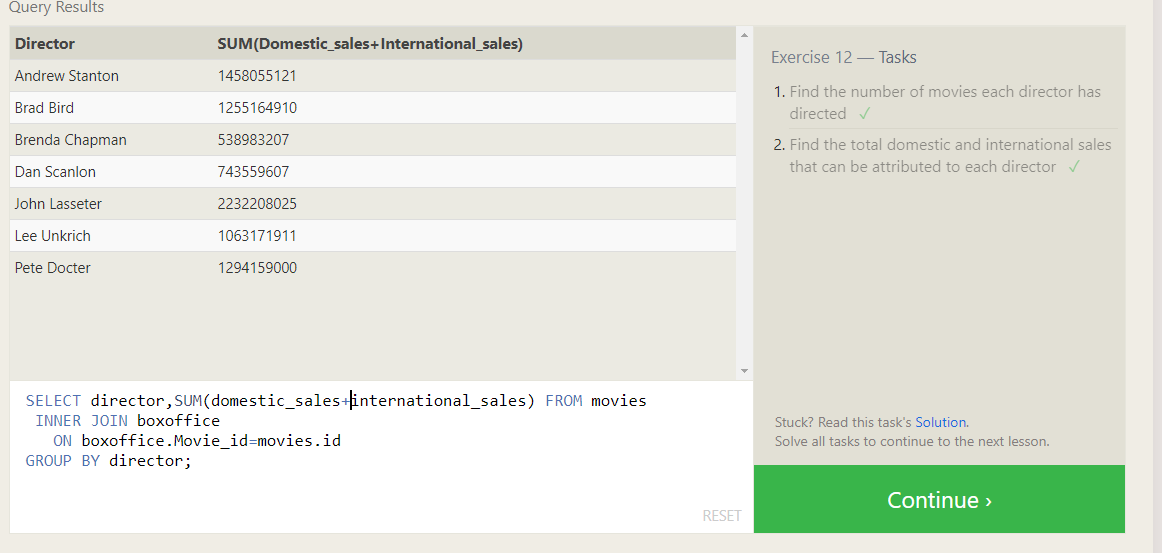 Query Results
Director SUM(Domestic_sales+International_sales)
Andrew Stanton 1458055121
Brad Bird 1255164910
Brenda Chapman 538983207
Dan Scanlon 743559607
John Lasseter 2232208025
Lee Unkrich 1063171911
Pete Docter 1294159000
SELECT director,SUM(domestic_sales+international_sales) FROM movies
INNER JOIN boxoffice
ON boxoffice.Movie_id=movies.id
GROUP BY director;
RESET
Exercise 12 — Tasks
1. Find the number of movies each director has
directed ✓
2. Find the total domestic and international sales
that can be attributed to each director ✓
Stuck? Read this task's Solution.
Solve all tasks to continue to the next lesson.
Continue ›